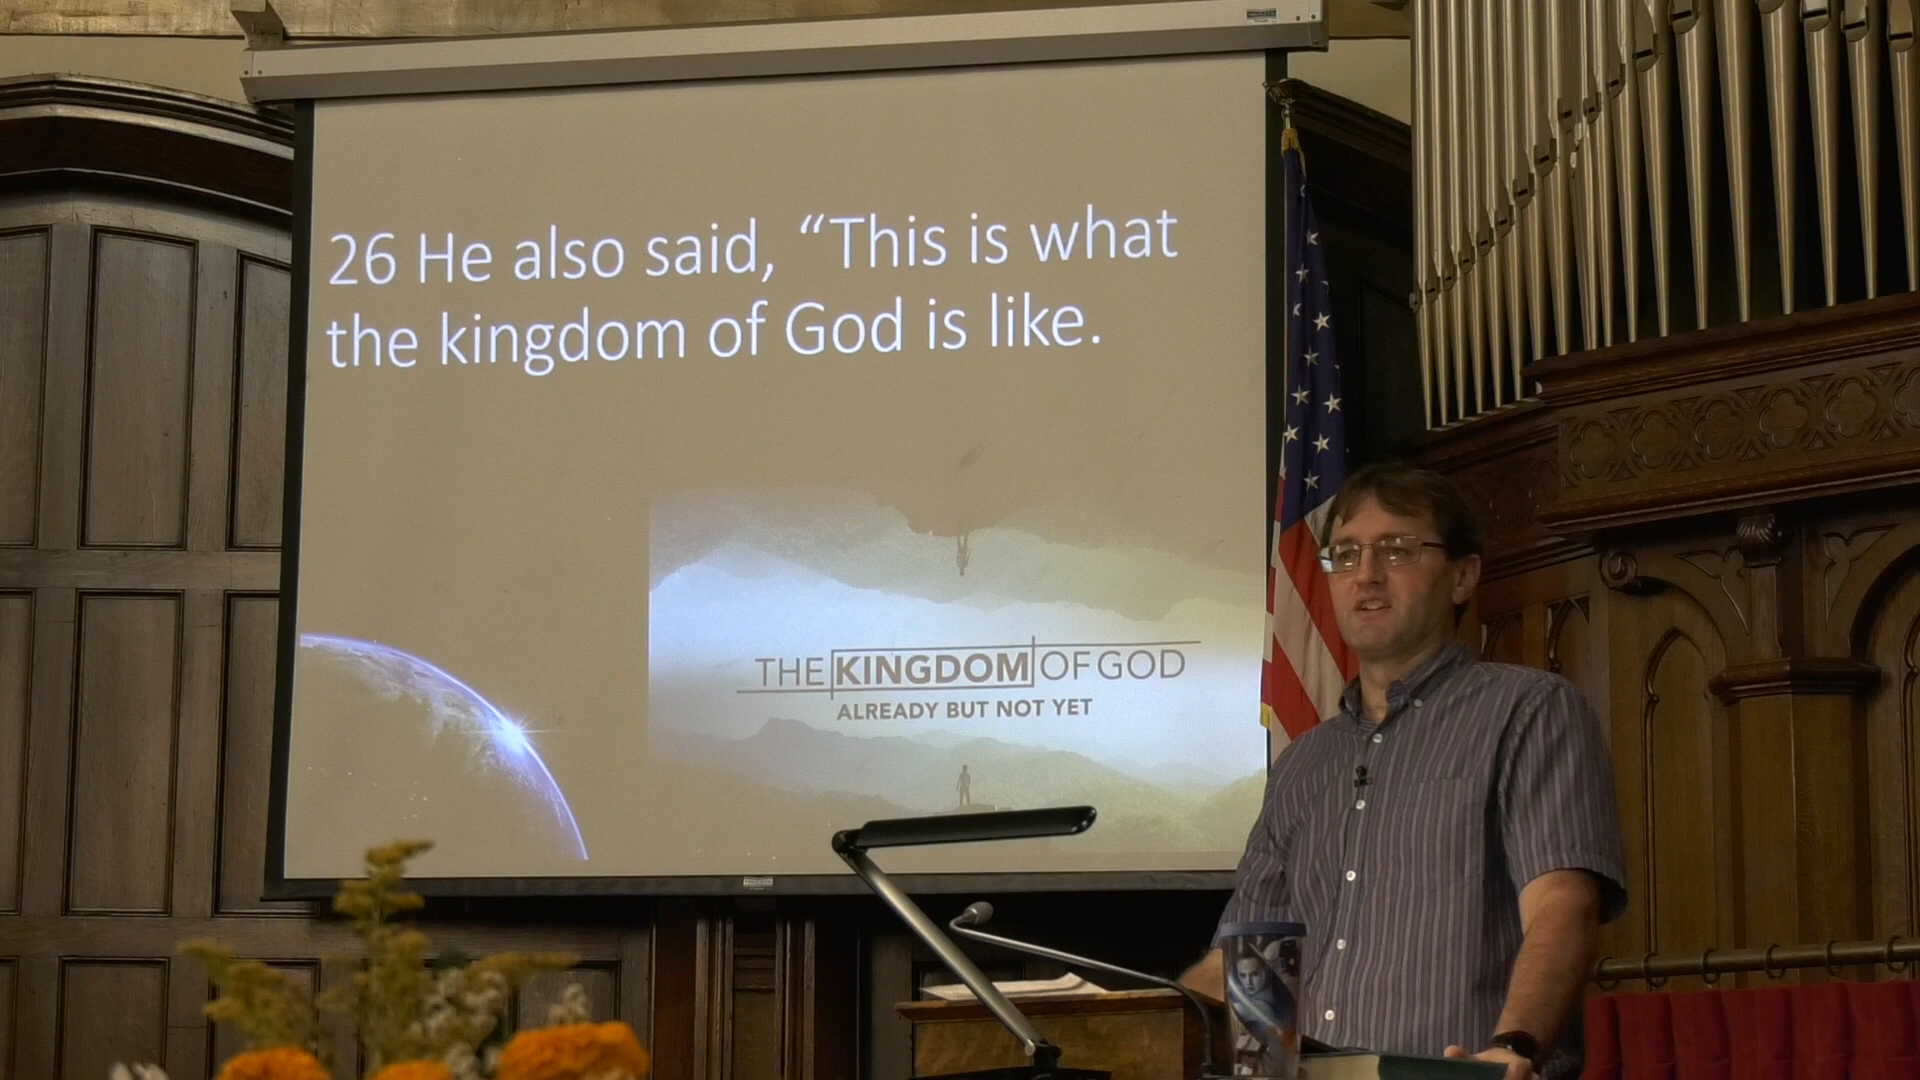 26 He also said, “This is what
the kingdom of God is like.
THE KINGDOM OF GOD
ALREADY BUT NOT YET